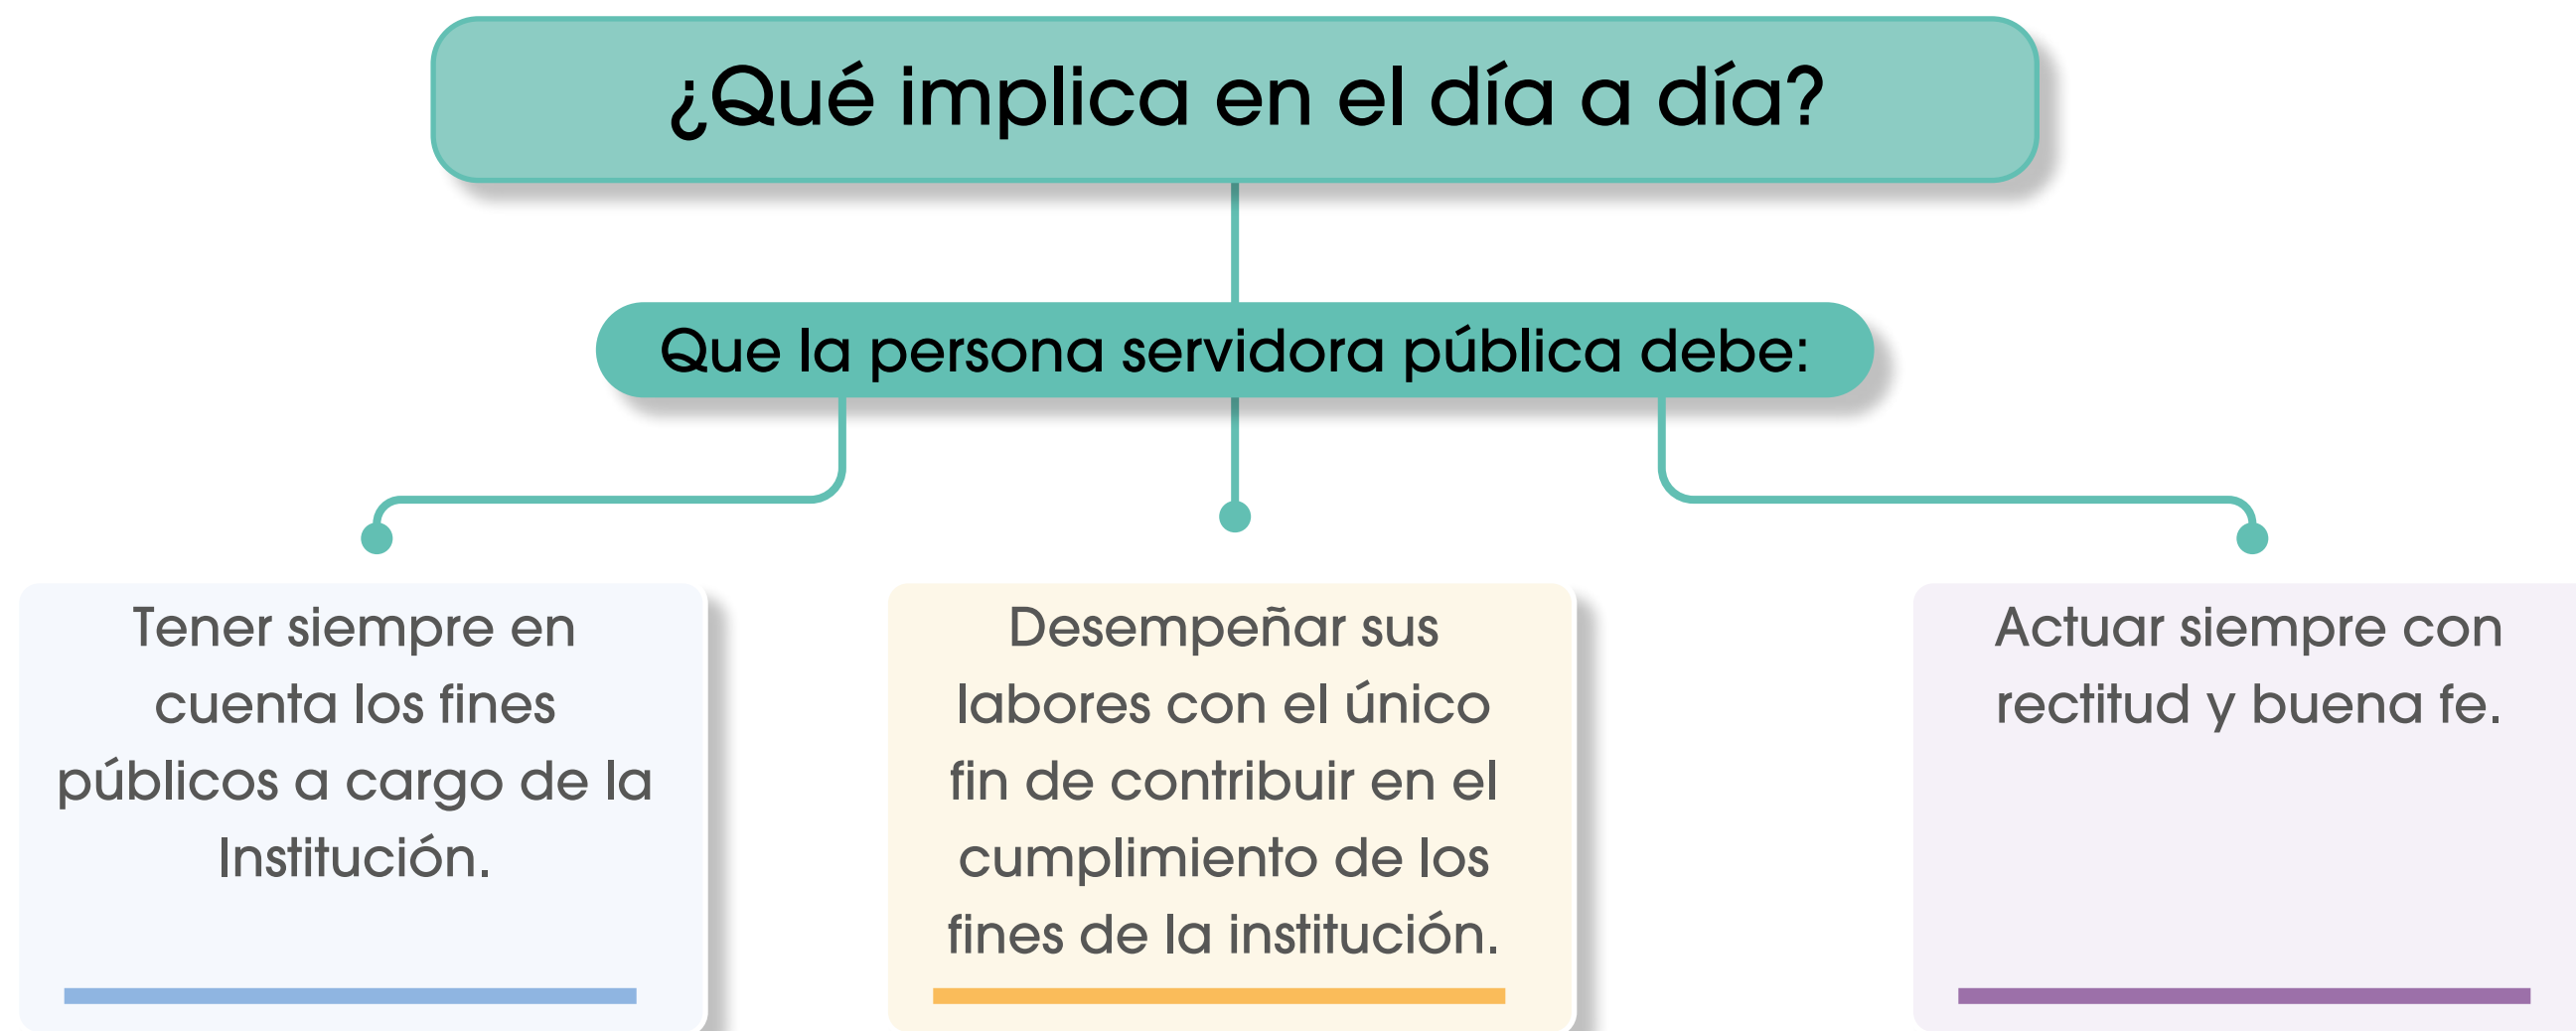 ¿Qué implica en el día a día?
Que la persona servidora pública debe:
Tener siempre en
cuenta los fines
públicos a cargo de la
Institución.
Desempeñar sus
labores con el único
fin de contribuir en el
cumplimiento de los
fines de la institución.
Actuar siempre con
rectitud y buena fe.